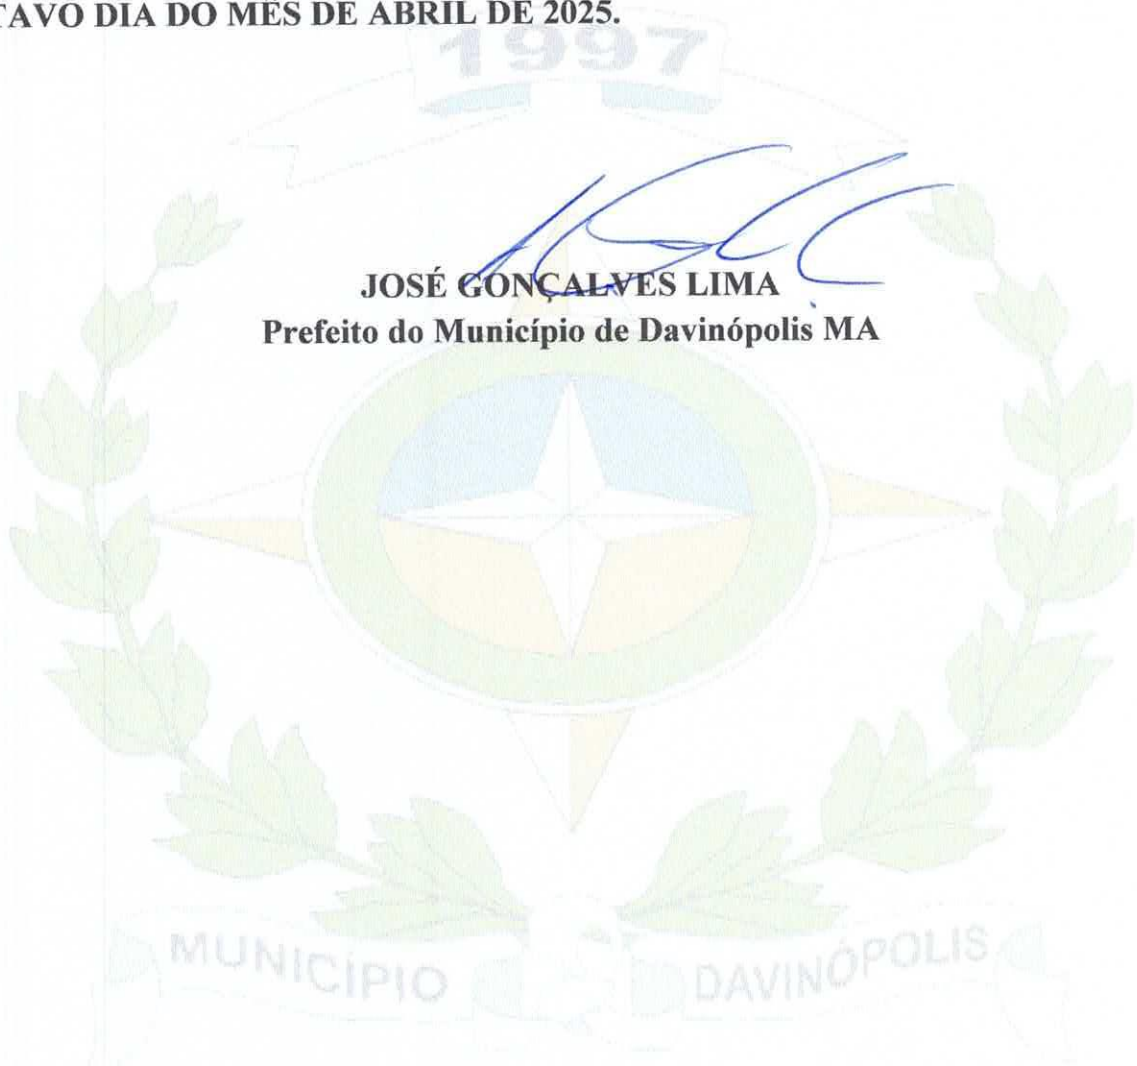 TAVO DIA DO MÊS DE ABRIL DE 2025.
1997
JOSÉ GONÇALVES LIMA
Prefeito do Município de Davinópolis MA
MUNICÍPIO DAVINÓPOLIS